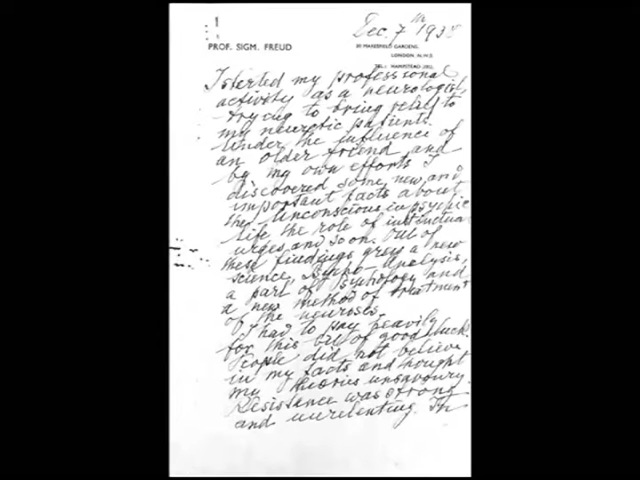 1
Dec. 7th 193
PROF. SIGM. FREUD
20 MARESFIELD GARDENS,
LONDON, N.W.3.
TEL: HAMPSTEAD 2002.
I started my professional
activity as a neurologist
trying to bring relief to
my neurotic patients.
Under the influence of
an older friend and
by my own efforts I
discovered some new and
important facts about
the unconscious in psychic
life the role of instinctual
urges and so on. Out of
these findings grew a new
science, Psycho-Analysis,
a part of Psychology and
a new method of treatment
of the neuroses.
I had to pay heavily
for this bit of good luck.
People did not believe
in my facts and thought
my theories unsavoury.
Resistance was strong
and unrelenting. In